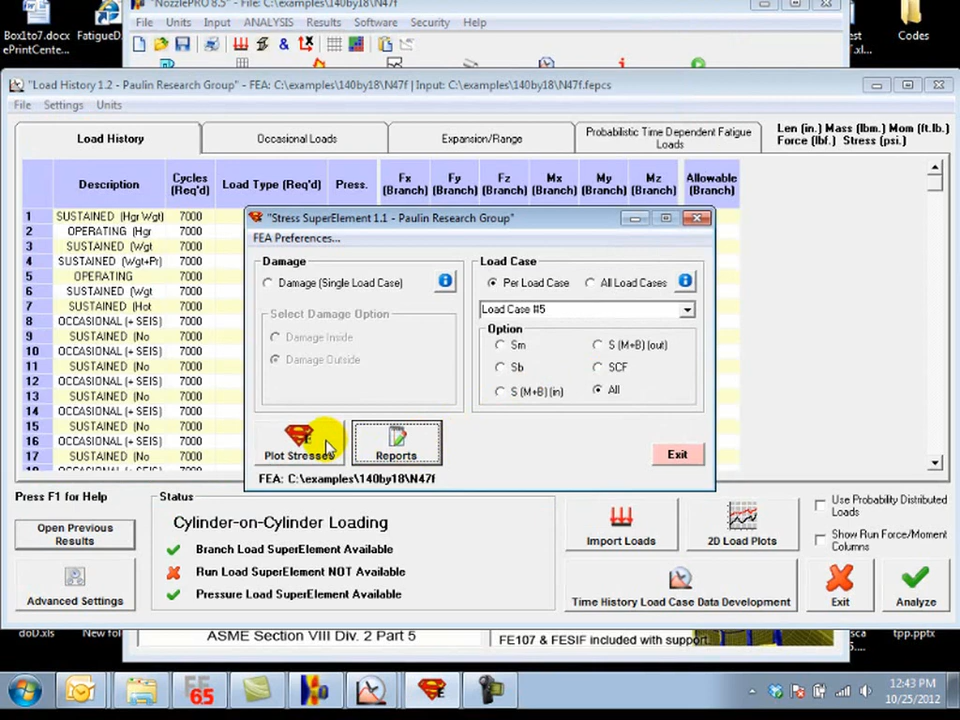 Box1to7.docx
ePrintCente...
FatigueD
"NozzlePRO 8.5" - File: C:\examples\140by18\N47f
File Units Input ANALYSIS Results Software Security Help
Codes
"Load History 1.2 - Paulin Research Group" - FEA: C:\examples\140by18\N47f | Input: C:\examples\140by18\N47f.fepcs
File Settings Units
Load History
Occasional Loads
Expansion/Range
Probabilistic Time Dependent Fatigue Loads
Len (in.) Mass (lbm.) Mom (ft.lb.)
Force (lbf.) Stress (psi.)
Description
Cycles (Req'd)
Load Type (Req'd)
Press.
Fx (Branch)
Fy (Branch)
Fz (Branch)
Mx (Branch)
My (Branch)
Mz (Branch)
Allowable (Branch)
1 SUSTAINED (Hgr Wgt) 7000
2 OPERATING (Hgr 7000
3 SUSTAINED (Wgt 7000
4 SUSTAINED (Wgt+Pr) 7000
5 OPERATING 7000
6 SUSTAINED (Wgt 7000
7 SUSTAINED (Hot 7000
8 OCCASIONAL (+ SEIS) 7000
9 SUSTAINED (No 7000
10 OCCASIONAL (+ SEIS) 7000
11 SUSTAINED (No 7000
12 OCCASIONAL (+ SEIS) 7000
13 SUSTAINED (No 7000
14 OCCASIONAL (+ SEIS) 7000
15 SUSTAINED (No 7000
16 OCCASIONAL (+ SEIS) 7000
17 SUSTAINED (No 7000
"Stress SuperElement 1.1 - Paulin Research Group"
FEA Preferences...
Damage
Damage (Single Load Case)
Select Damage Option
Damage Inside
Damage Outside
Load Case
Per Load Case
All Load Cases
Load Case #5
Option
Sm
S (M+B) (out)
Sb
SCF
S (M+B) (in)
All
Plot Stresses
Reports
Exit
FEA: C:\examples\140by18\N47f
Press F1 for Help
Open Previous Results
Advanced Settings
Status
Cylinder-on-Cylinder Loading
Branch Load SuperElement Available
Run Load SuperElement NOT Available
Pressure Load SuperElement Available
Import Loads
2D Load Plots
Use Probability Distributed Loads
Show Run Force/Moment Columns
Time History Load Case Data Development
Exit
Analyze
doD.xls
New fol
ASME Section VIII Div. 2 Part 5
FE107 & FESIF included with support
tpp.pptx
FE
65
12:43 PM
10/25/2012